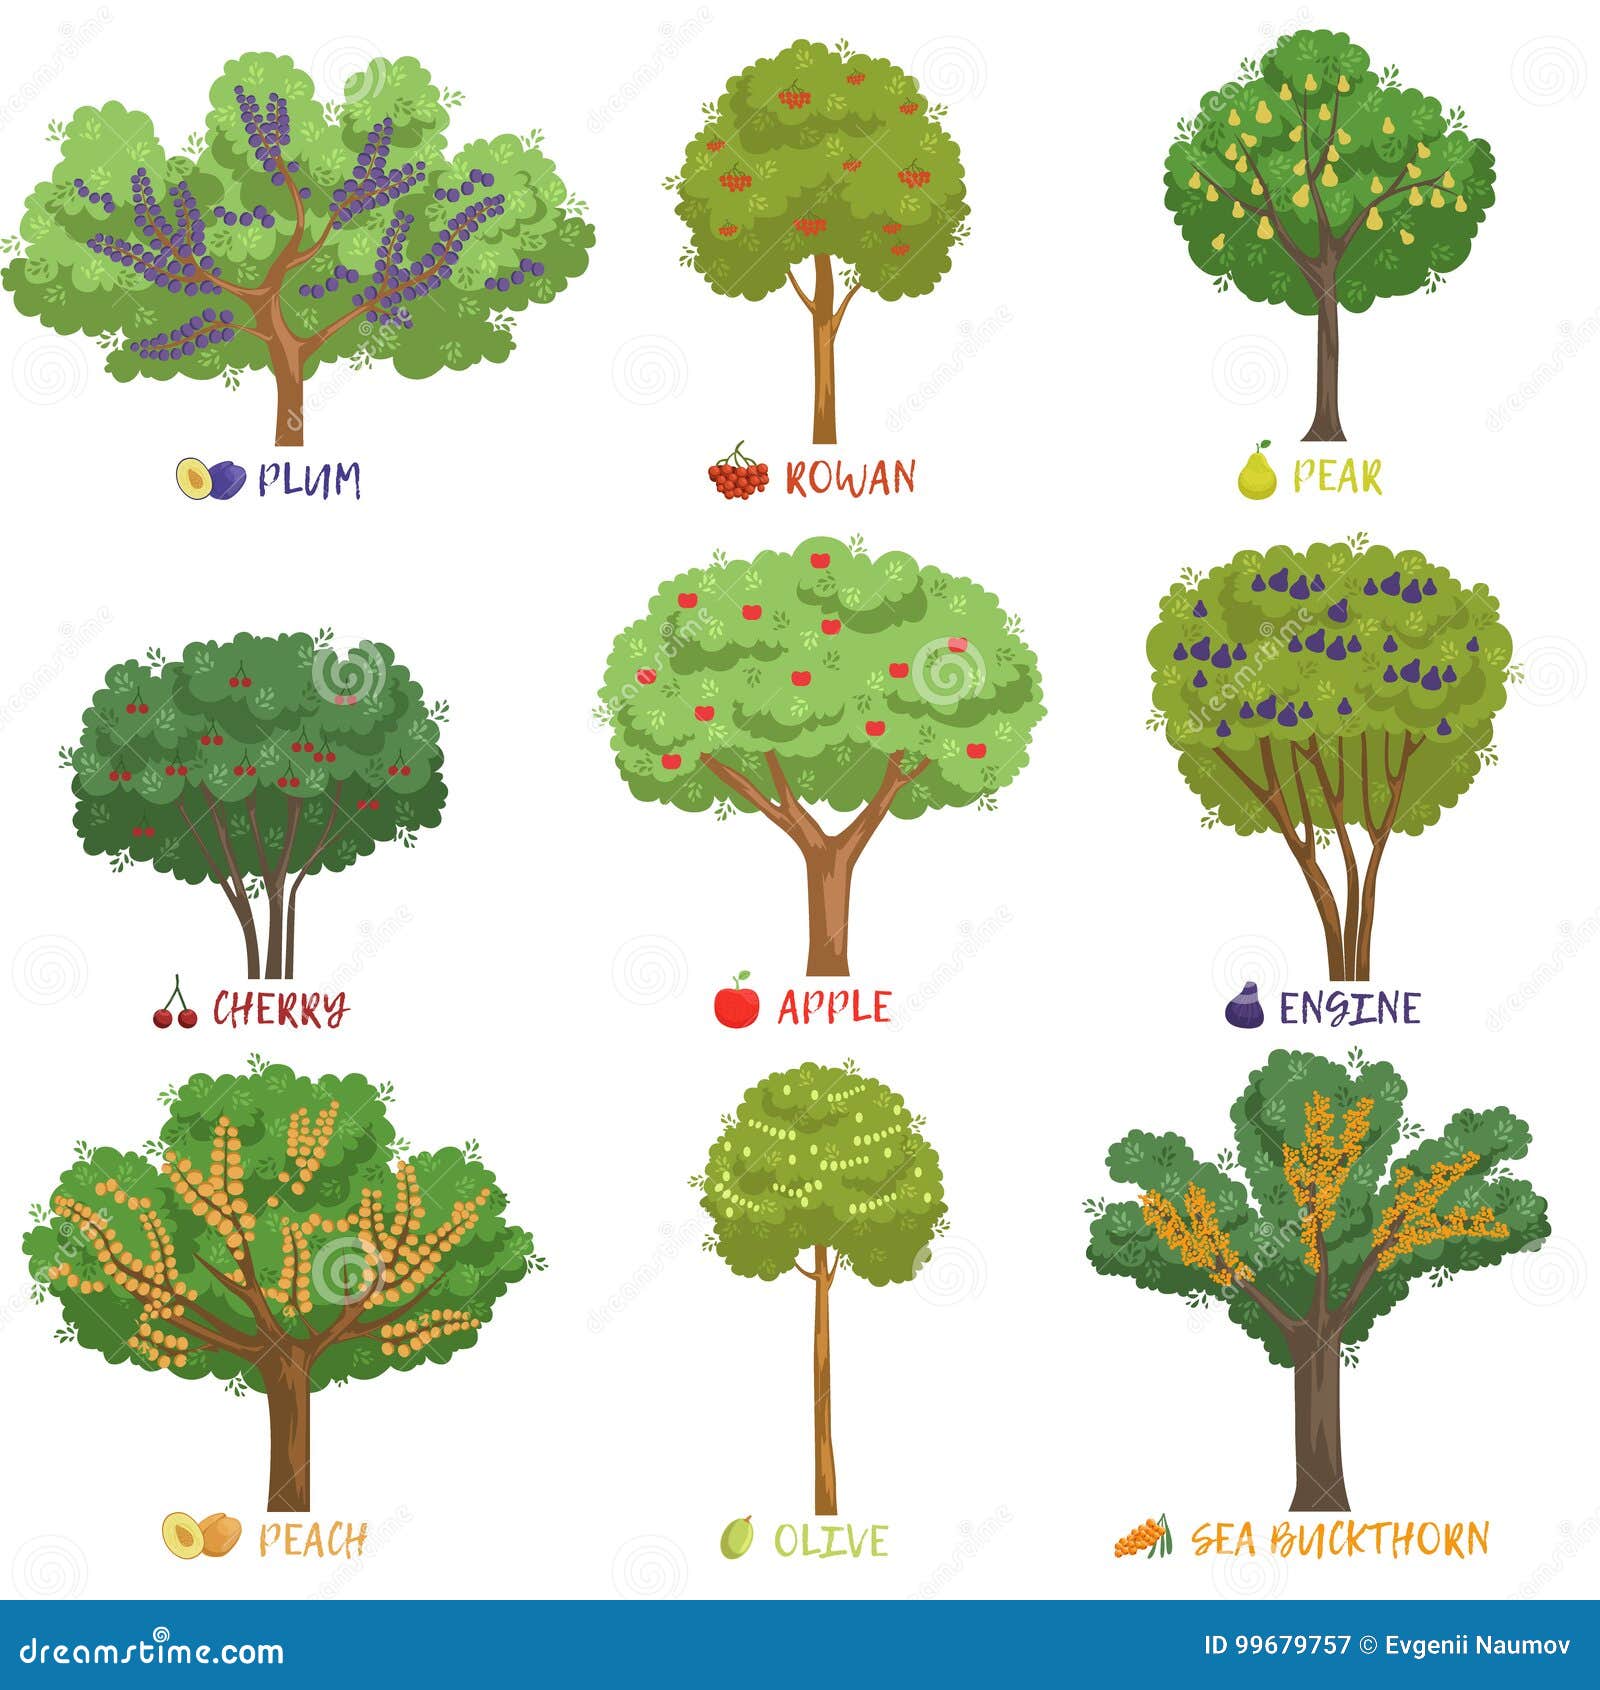 PLUM
ROWAN
PEAR
CHERRY
APPLE
ENGINE
PEACH
OLIVE
SEA BUCKTHORN
dreamstime.com
ID 99679757 © Evgenii Naumov